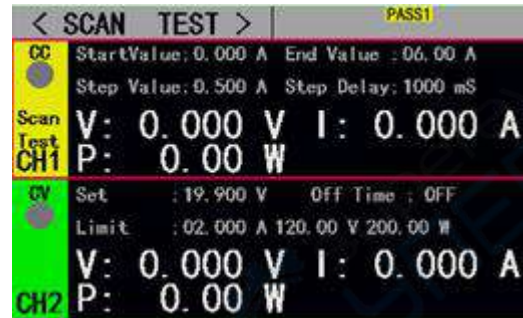 < SCAN TEST > PASS1
CC StartValue:0.000 A End Value :06.00 A
Step Value:0.500 A Step Delay:1000 mS
Scan Test CH1 V: 0.000 V I: 0.000 A
P: 0.00 W
CV Set :19.900 V Off Time : OFF
Limit :02.000 A 120.00 V 200.00 W
V: 0.000 V I: 0.000 A
CH2 P: 0.00 W